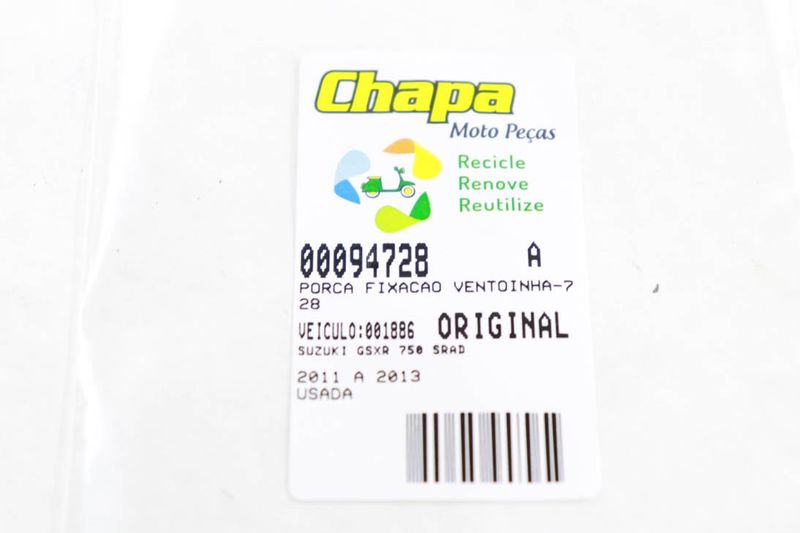 Chapa
Moto Peças
Recicle
Renove
Reutilize
00094728 A
PORCA FIXACAO VENTOINHA-7
28
VEICULO:001886 ORIGINAL
SUZUKI GSXR 750 SRAD
2011 A 2013
USADA